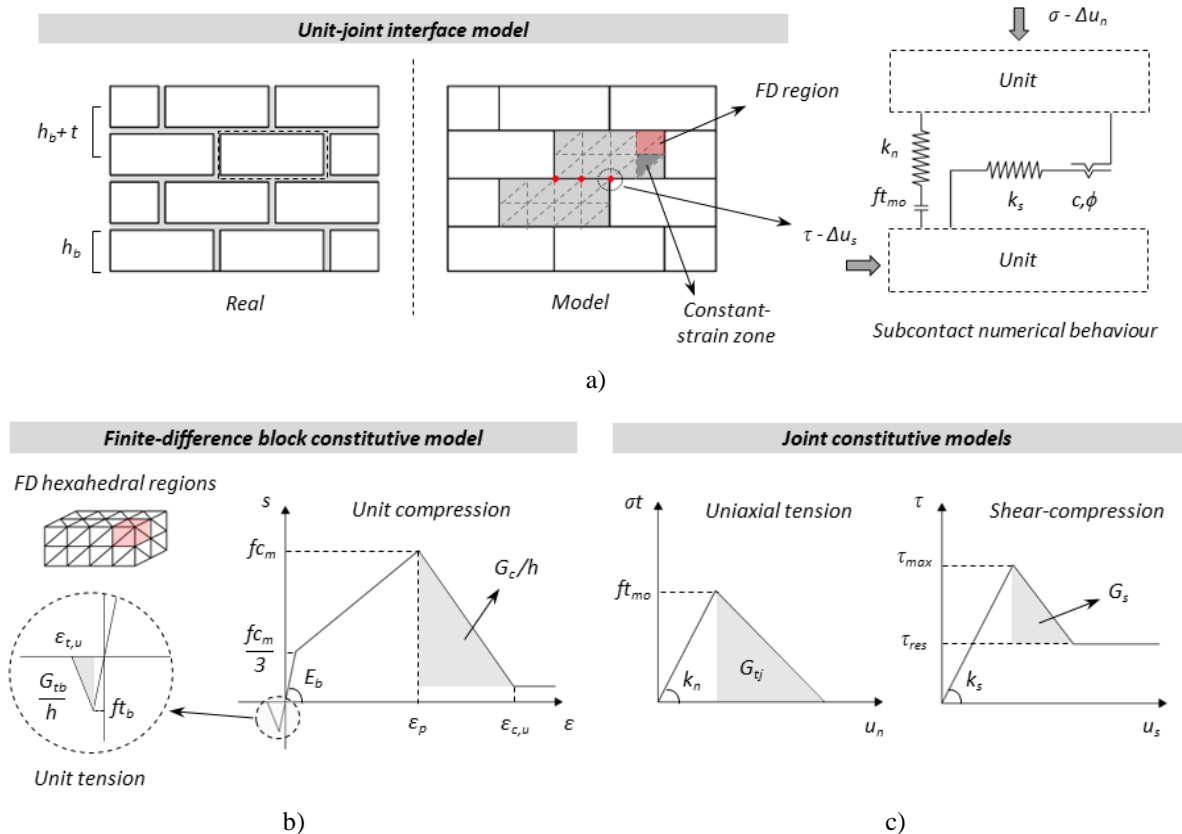 Unit-joint interface model
h_b + t
h_b
Real
Model
FD region
Constant-
strain zone
σ - Δu_n
Unit
k_n
ft_mo
k_s
c,ϕ
τ - Δu_s
Unit
Subcontact numerical behaviour
a)
Finite-difference block constitutive model
FD hexahedral regions
ε_t,u
G_tb
h
ft_b
Unit tension
s
Unit compression
fc_m
G_c/h
fc_m
3
E_b
ε_p
ε_c,u
ε
b)
Joint constitutive models
σt
Uniaxial tension
ft_mo
G_tj
k_n
u_n
τ
Shear-compression
τ_max
G_s
τ_res
k_s
u_s
c)